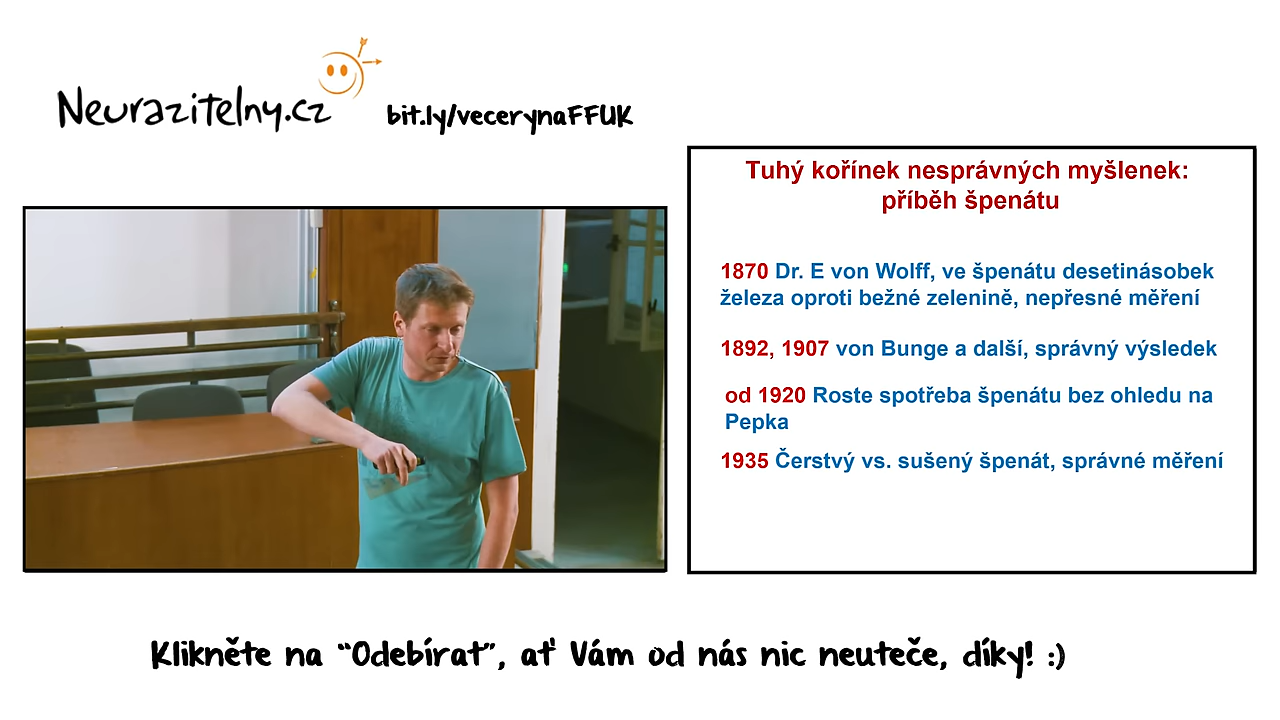 Neurazitelny.cz
bit.ly/vecerynaFFUK
Tuhý kořínek nesprávných myšlenek:
příběh špenátu
1870 Dr. E von Wolff, ve špenátu desetinásobek
železa oproti bežné zelenině, nepřesné měření
1892, 1907 von Bunge a další, správný výsledek
od 1920 Roste spotřeba špenátu bez ohledu na
Pepka
1935 Čerstvý vs. sušený špenát, správné měření
Klikněte na “Odebírat”, ať Vám od nás nic neuteče, díky! :)